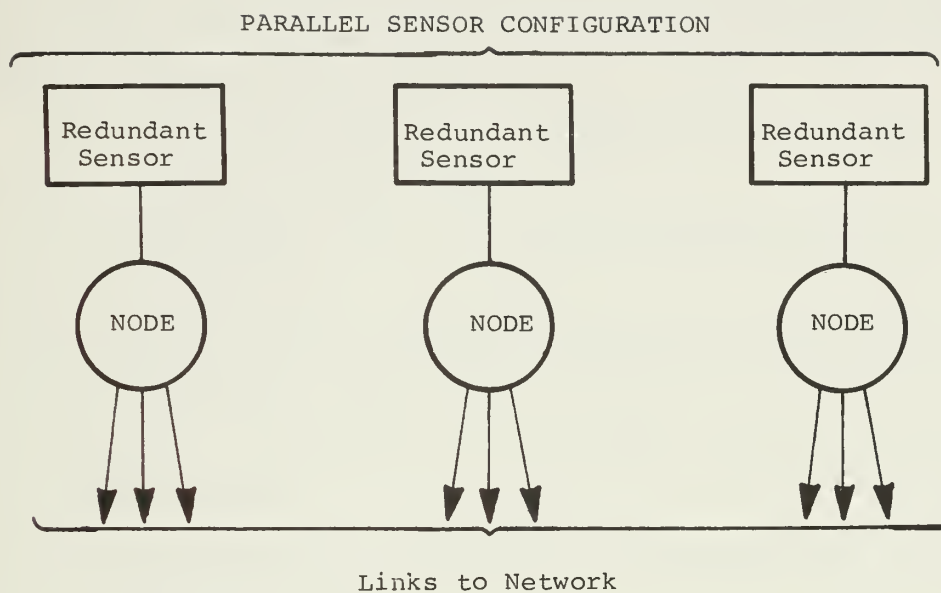 PARALLEL SENSOR CONFIGURATION
Redundant
Sensor
Redundant
Sensor
Redundant
Sensor
NODE
NODE
NODE
Links to Network